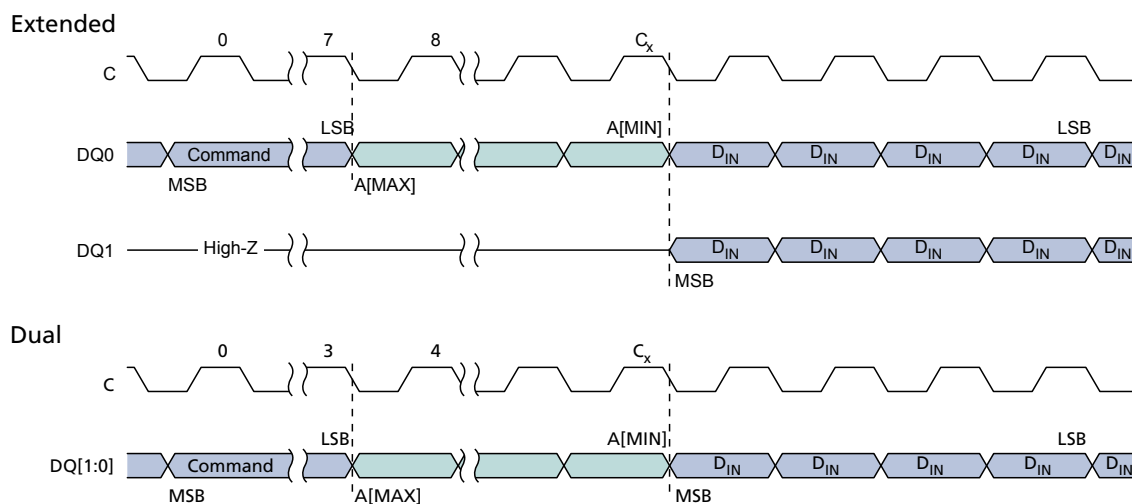 Extended
0 7 8 Cx
C
LSB A[MIN] LSB
DQ0 Command DIN DIN DIN DIN DIN
MSB A[MAX]
DQ1 High-Z DIN DIN DIN DIN DIN
MSB
Dual
0 3 4 Cx
C
LSB A[MIN] LSB
DQ[1:0] Command DIN DIN DIN DIN DIN
MSB A[MAX] MSB